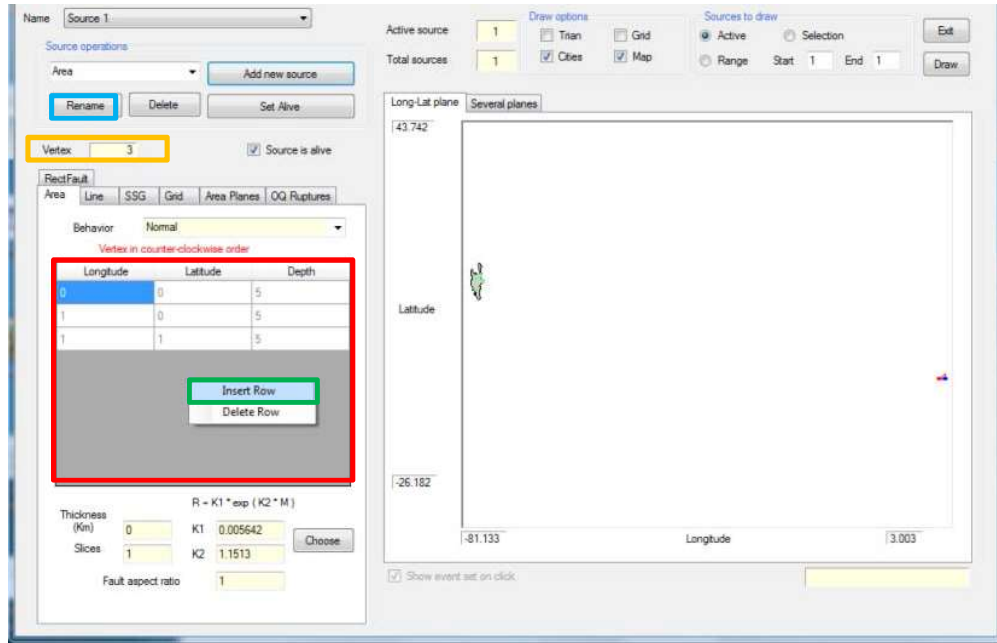 Name Source 1
Source operations
Area Add new source
Rename Delete Set Alive
Vertex 3 Source is alive
RectFault
Area Line SSG Grid Area Planes OQ Ruptures
Behavior Normal
Vertex in counter-clockwise order
Longitude Latitude Depth
0 0 5
1 0 5
1 1 5
Insert Row
Delete Row
R = K1 * exp ( K2 * M )
Thickness
(Km) 0 K1 0.005642
Choose
Slices 1 K2 1.1513
Fault aspect ratio 1
Active source 1
Total sources 1
Draw options
Trian Grid
Cities Map
Sources to draw
Active Selection
Range Start 1 End 1
Exit
Draw
Long-Lat plane Several planes
43.742
Latitude
-26.182
-81.133 Longitude 3.003
Show event set on click